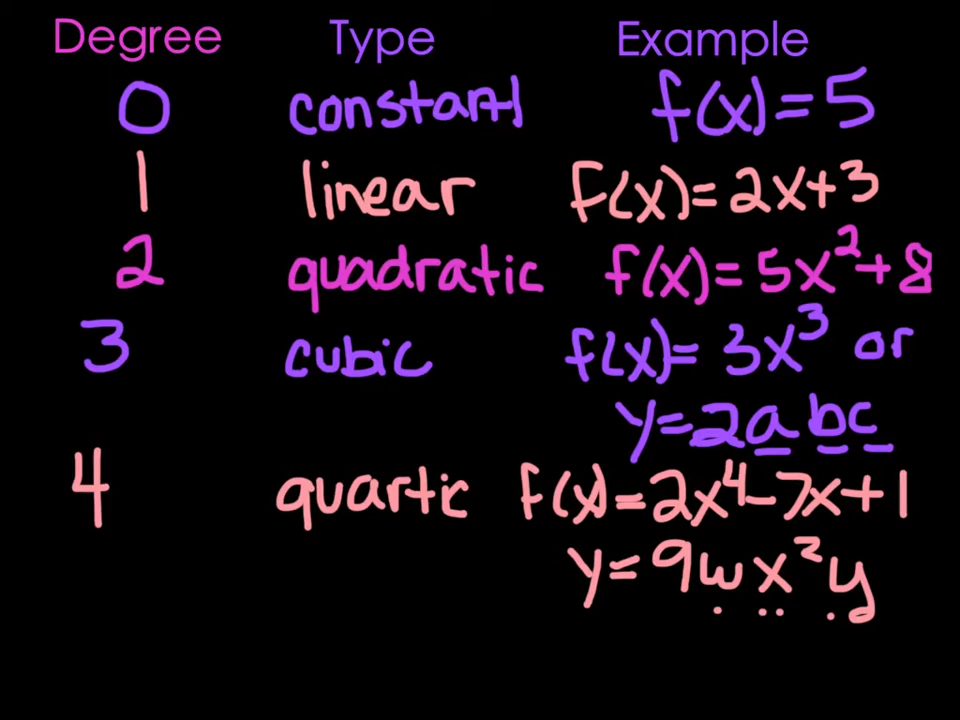 Degree Type Example
0 constant f(x)=5
1 linear f(x)=2x+3
2 quadratic f(x)=5x²+8
3 cubic f(x)=3x³ or
y=2abc
4 quartic f(x)=2x⁴-7x+1
y=9wx²y